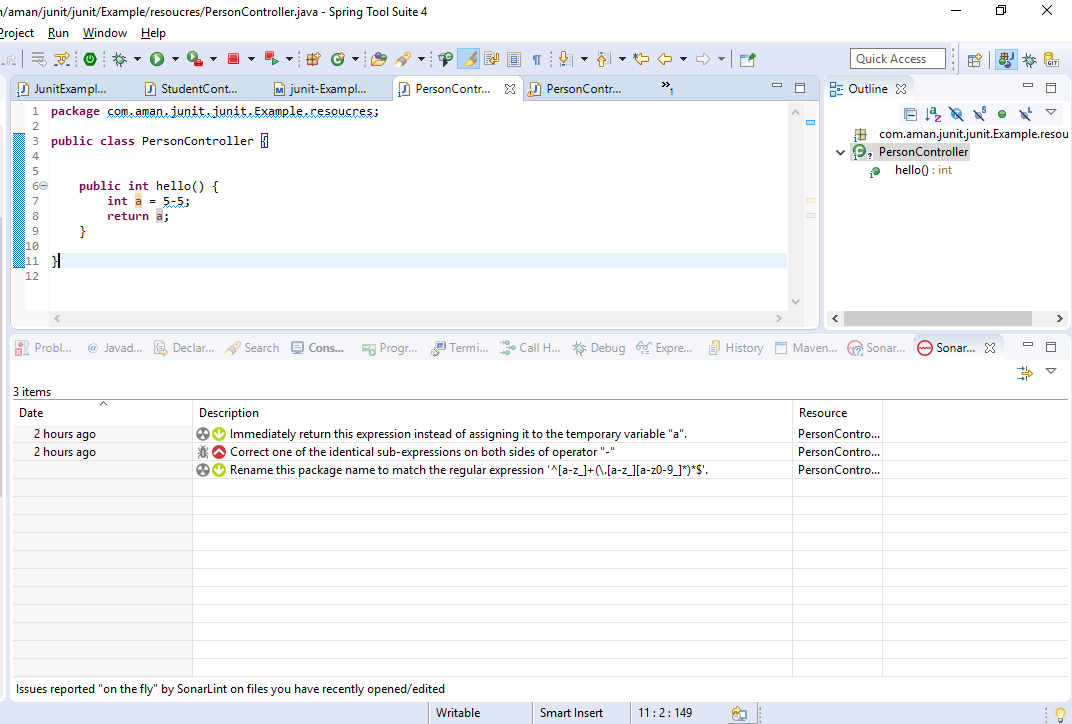 n/aman/junit/junit/Example/resoucres/PersonController.java - Spring Tool Suite 4
Project Run Window Help
Quick Access
JunitExampl... StudentCont... junit-Exampl... PersonContr... PersonContr... »1
Outline
1 package com.aman.junit.junit.Example.resoucres;
2
3 public class PersonController {
4
5
6 public int hello() {
7 int a = 5-5;
8 return a;
9 }
10
11 }
12
com.aman.junit.junit.Example.resou
PersonController
hello() : int
Probl... @ Javad... Declar... Search Cons... Progr... Termi... Call H... Debug Expre... History Maven... Sonar... Sonar...
3 items
Date Description Resource
2 hours ago Immediately return this expression instead of assigning it to the temporary variable "a". PersonContro...
2 hours ago Correct one of the identical sub-expressions on both sides of operator "-" PersonContro...
Rename this package name to match the regular expression '^[a-z_]+(\.[a-z_][a-z0-9_]*)*$'. PersonContro...
Issues reported "on the fly" by SonarLint on files you have recently opened/edited
Writable Smart Insert 11 : 2 : 149